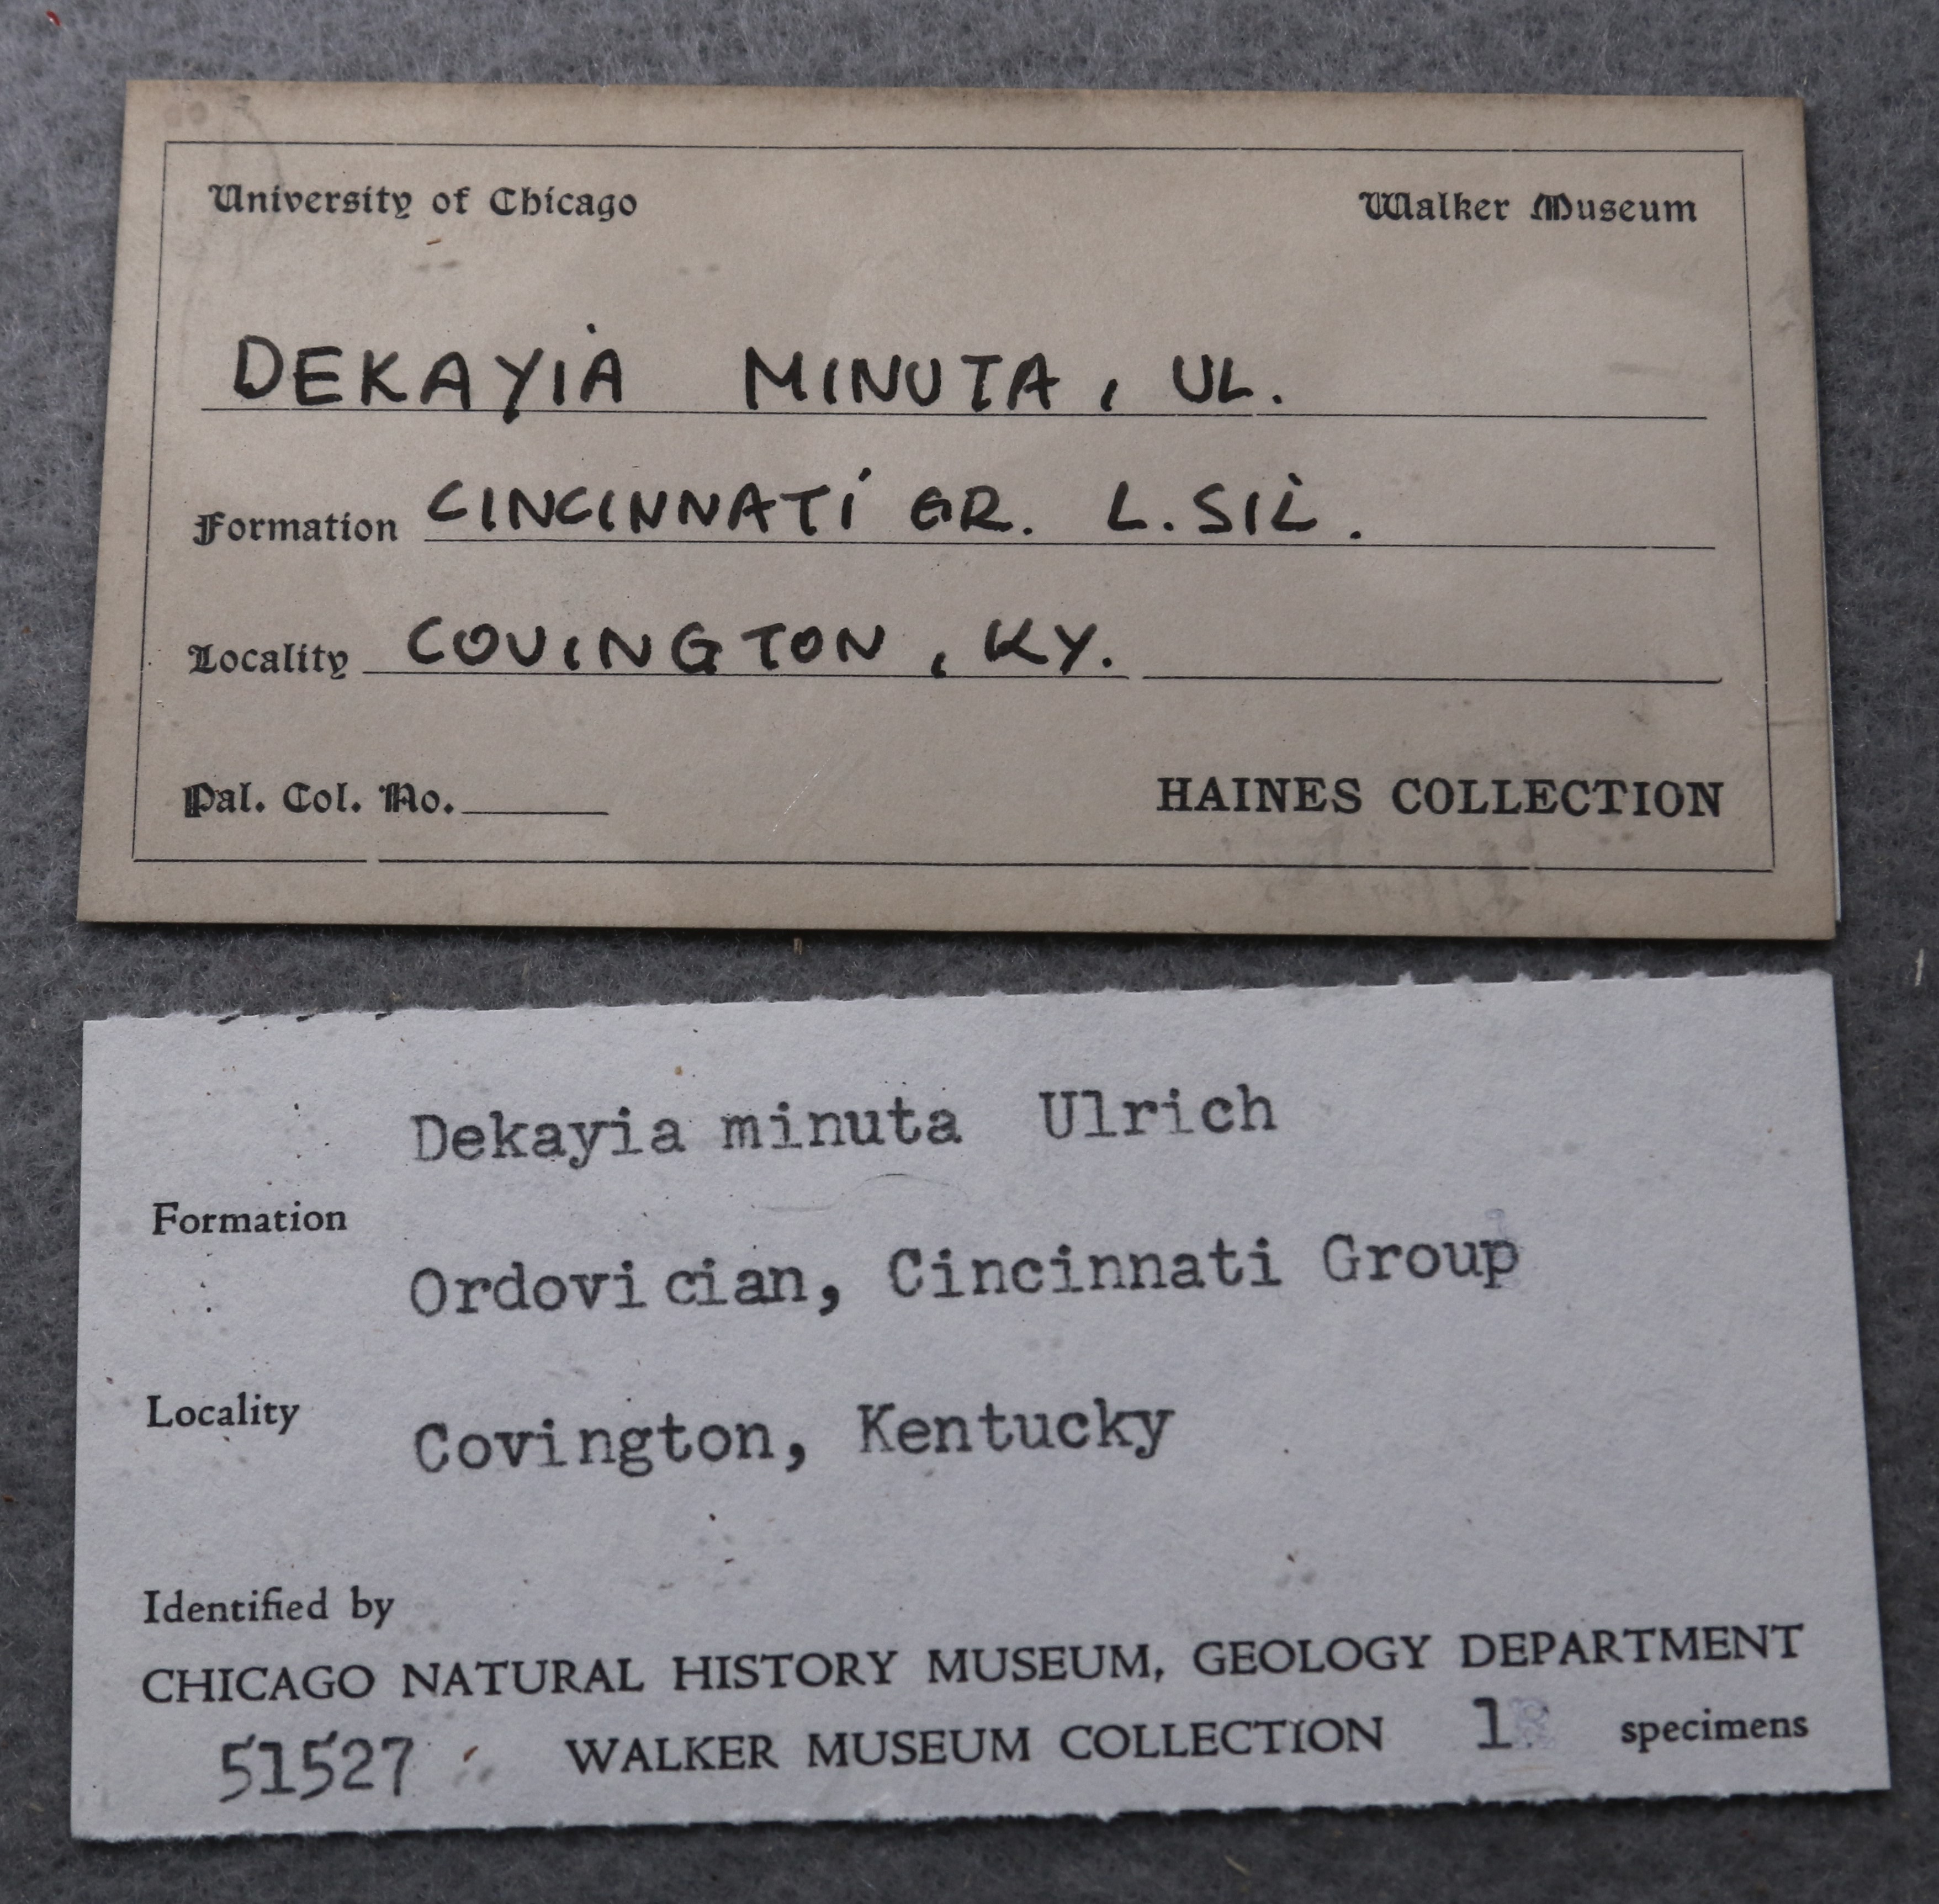 University of Chicago Walker Museum
DEKAYIA MINUTA, UL.
Formation CINCINNATI GR. L. SIL.
Locality COVINGTON, KY.
Pal. Col. No. HAINES COLLECTION
Dekayia minuta Ulrich
Formation
Ordovician, Cincinnati Group
Locality
Covington, Kentucky
Identified by
CHICAGO NATURAL HISTORY MUSEUM, GEOLOGY DEPARTMENT
51527 WALKER MUSEUM COLLECTION 1 specimens